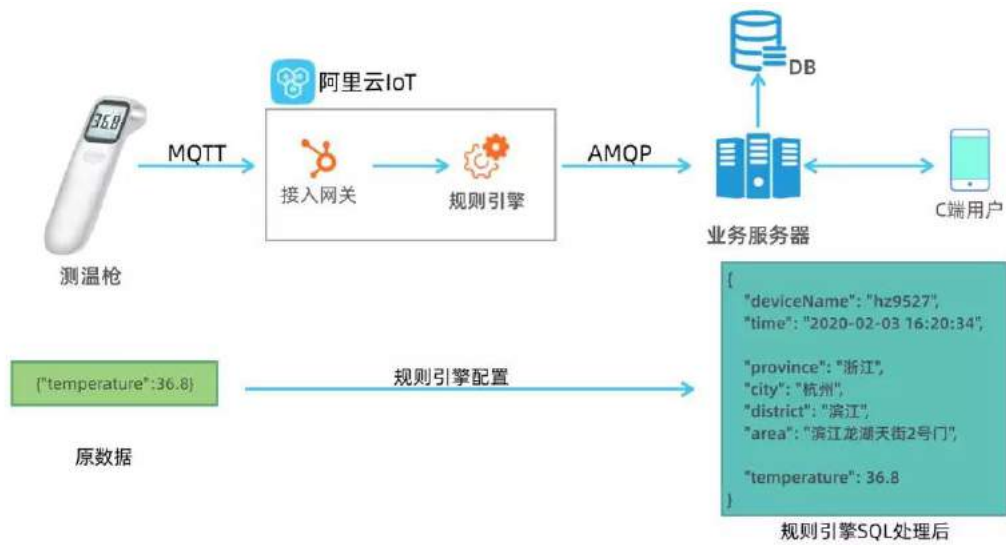 DB
阿里云IoT
36.8
MQTT
AMQP
接入网关
规则引擎
C端用户
业务服务器
测温枪
{
"deviceName": "hz9527",
"time": "2020-02-03 16:20:34",
"province": "浙江",
"city": "杭州",
"district": "滨江",
"area": "滨江龙湖天街2号门",
"temperature": 36.8
}
{"temperature":36.8}
规则引擎配置
原数据
规则引擎SQL处理后